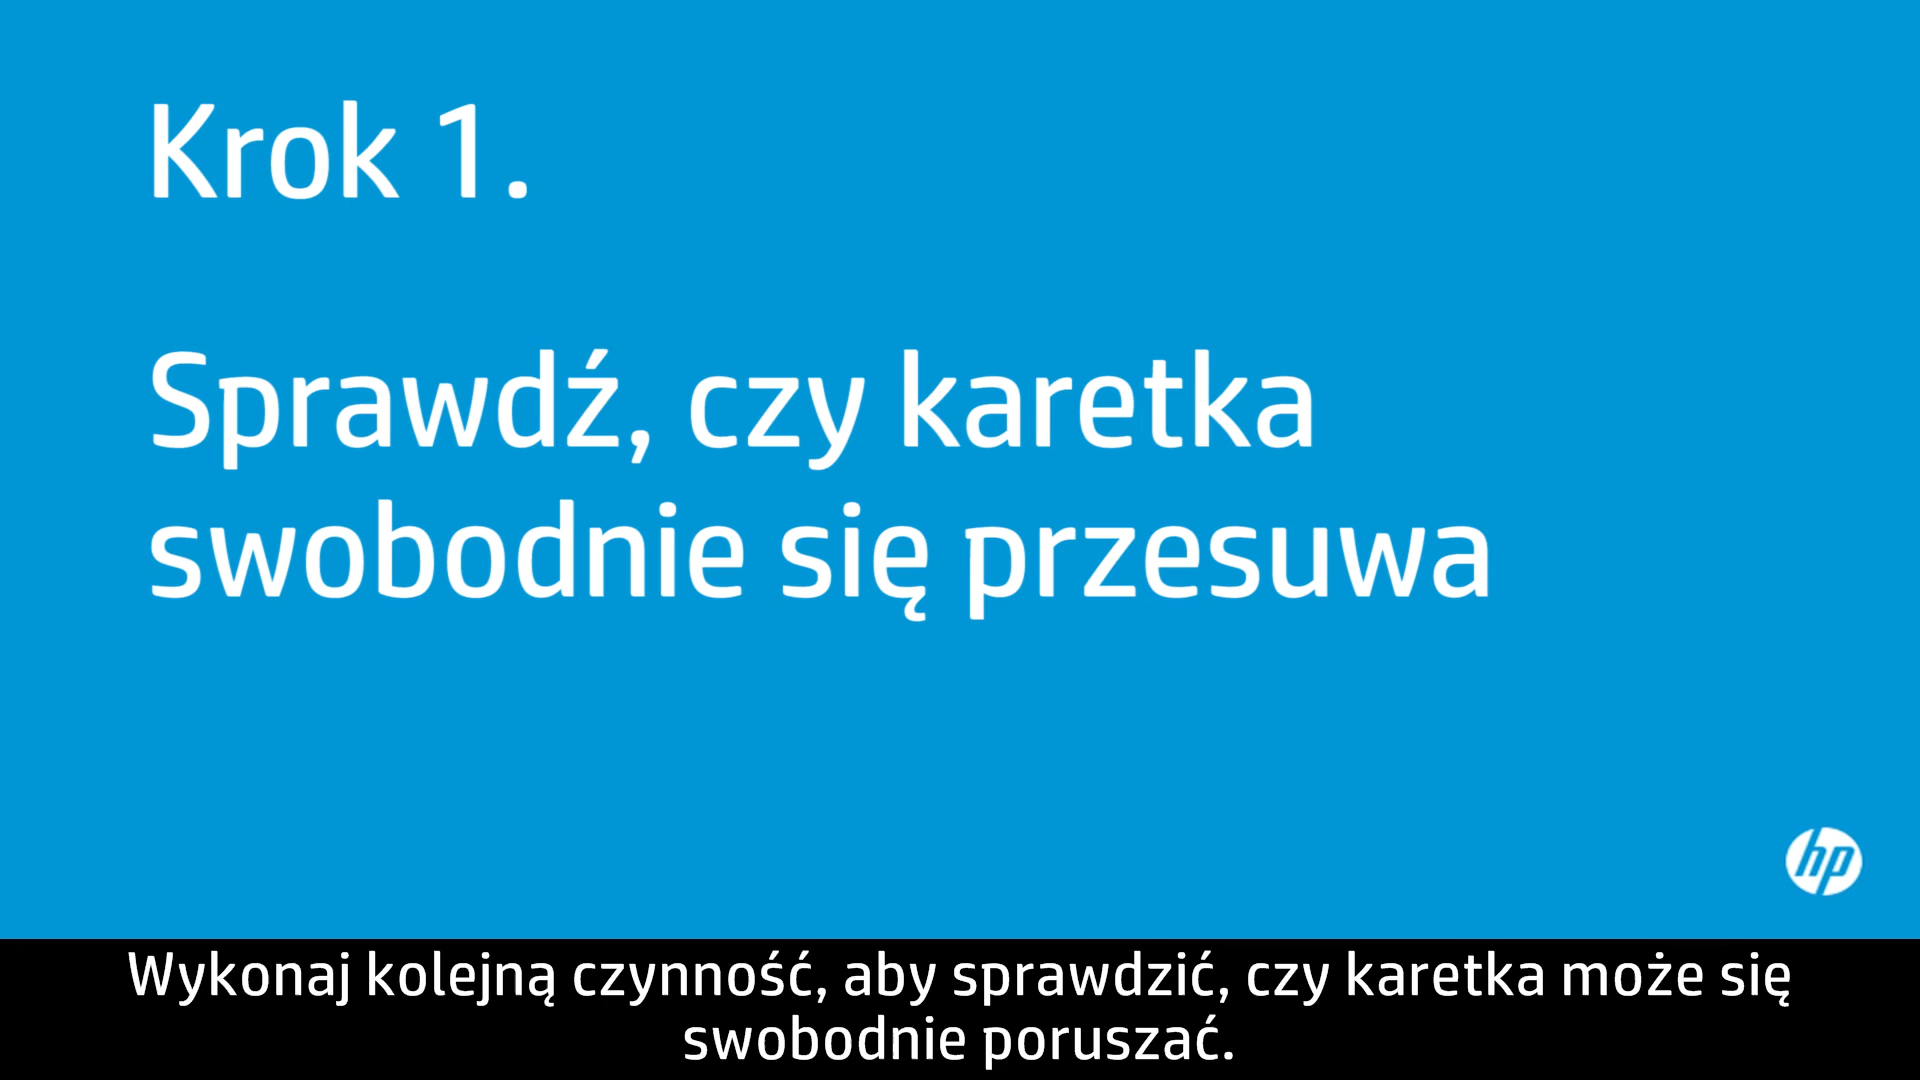 Krok 1.
Sprawdź, czy karetka
swobodnie się przesuwa
hp
Wykonaj kolejną czynność, aby sprawdzić, czy karetka może się
swobodnie poruszać.